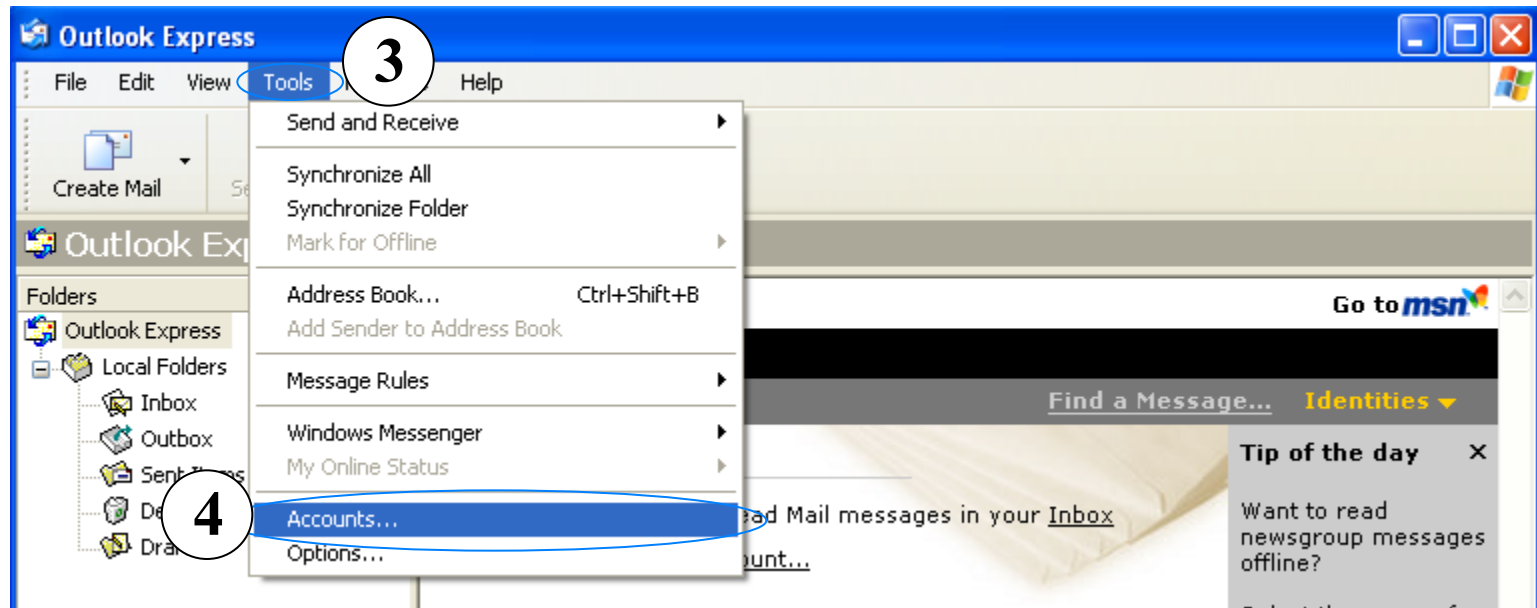 Outlook Express
3
File Edit View Tools Help
Send and Receive
Synchronize All
Create Mail
Synchronize Folder
Mark for Offline
Outlook
Address Book... Ctrl+Shift+B
Folders
Go to msn
Add Sender to Address Book
Outlook Express
Local Folders
Message Rules
Inbox
Find a Message... Identities
Windows Messenger
Outbox
Tip of the day ×
My Online Status
Sent
4
Accounts...
Mail messages in your Inbox
Want to read
newsgroup messages
offline?
Options...